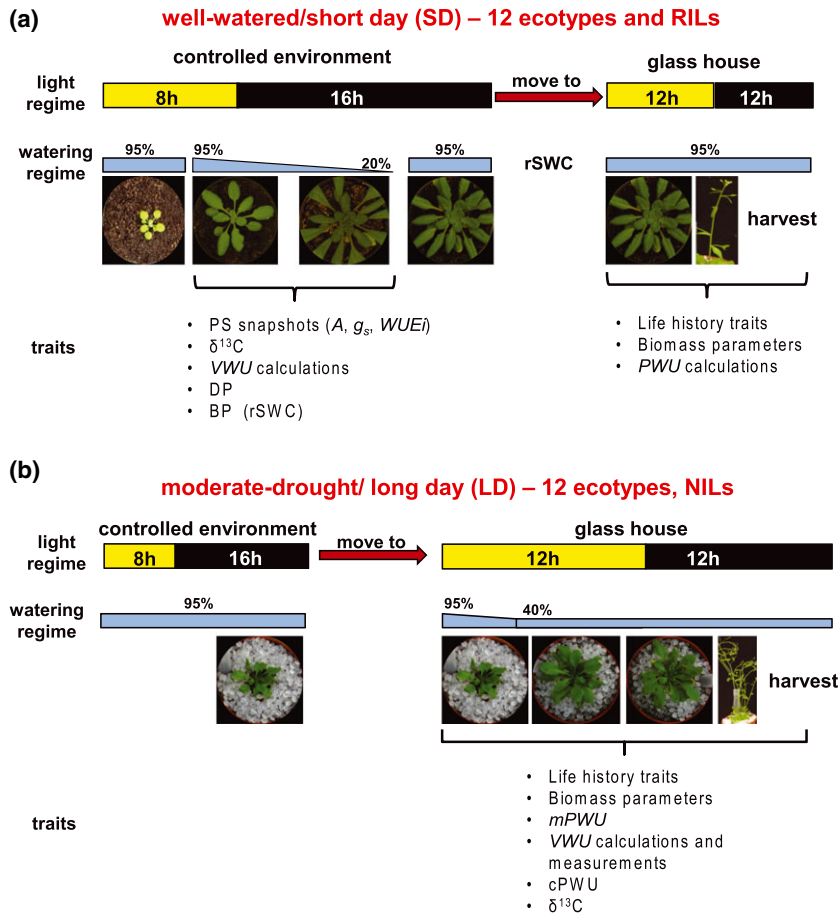 (a)
well-watered/short day (SD) – 12 ecotypes and RILs
controlled environment
glass house
light regime
8h
16h
move to
12h
12h
watering regime
95%
95%
20%
95%
rSWC
95%
harvest
traits
• PS snapshots (A, gs, WUEi)
• δ13C
• VWU calculations
• DP
• BP (rSWC)
• Life history traits
• Biomass parameters
• PWU calculations
(b)
moderate-drought/ long day (LD) – 12 ecotypes, NILs
controlled environment
glass house
light regime
8h
16h
move to
12h
12h
watering regime
95%
95%
40%
harvest
traits
• Life history traits
• Biomass parameters
• mPWU
• VWU calculations and
measurements
• cPWU
• δ13C